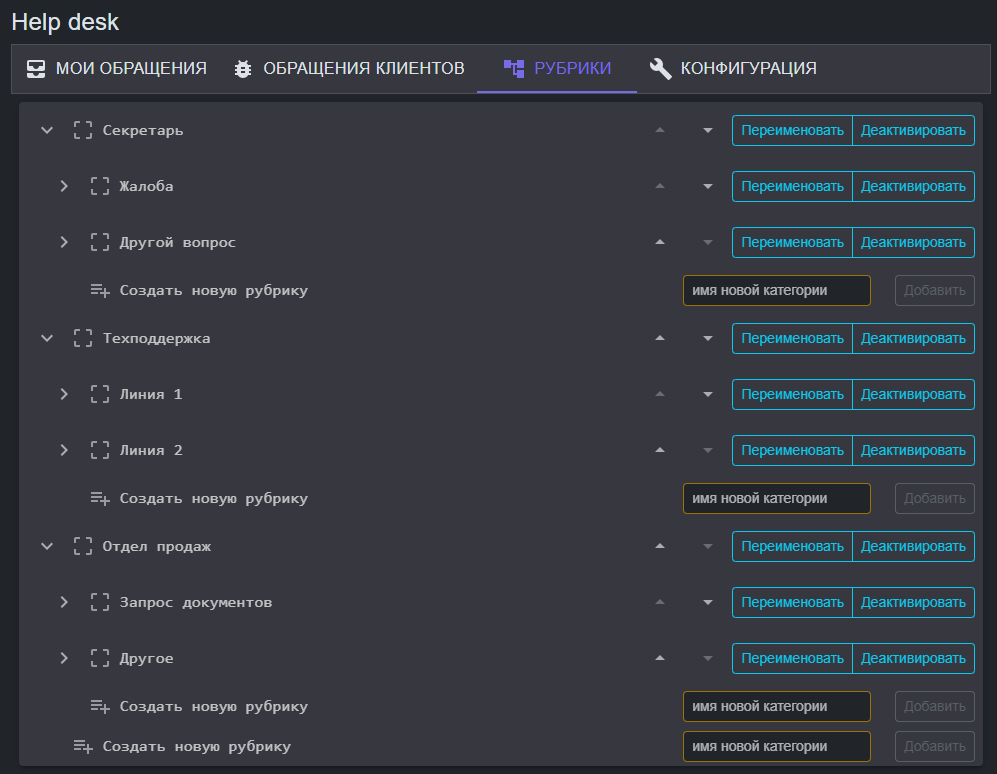 Help desk
МОИ ОБРАЩЕНИЯ ОБРАЩЕНИЯ КЛИЕНТОВ РУБРИКИ КОНФИГУРАЦИЯ
Секретарь Переименовать Деактивировать
Жалоба Переименовать Деактивировать
Другой вопрос Переименовать Деактивировать
Создать новую рубрику имя новой категории Добавить
Техподдержка Переименовать Деактивировать
Линия 1 Переименовать Деактивировать
Линия 2 Переименовать Деактивировать
Создать новую рубрику имя новой категории Добавить
Отдел продаж Переименовать Деактивировать
Запрос документов Переименовать Деактивировать
Другое Переименовать Деактивировать
Создать новую рубрику имя новой категории Добавить
Создать новую рубрику имя новой категории Добавить